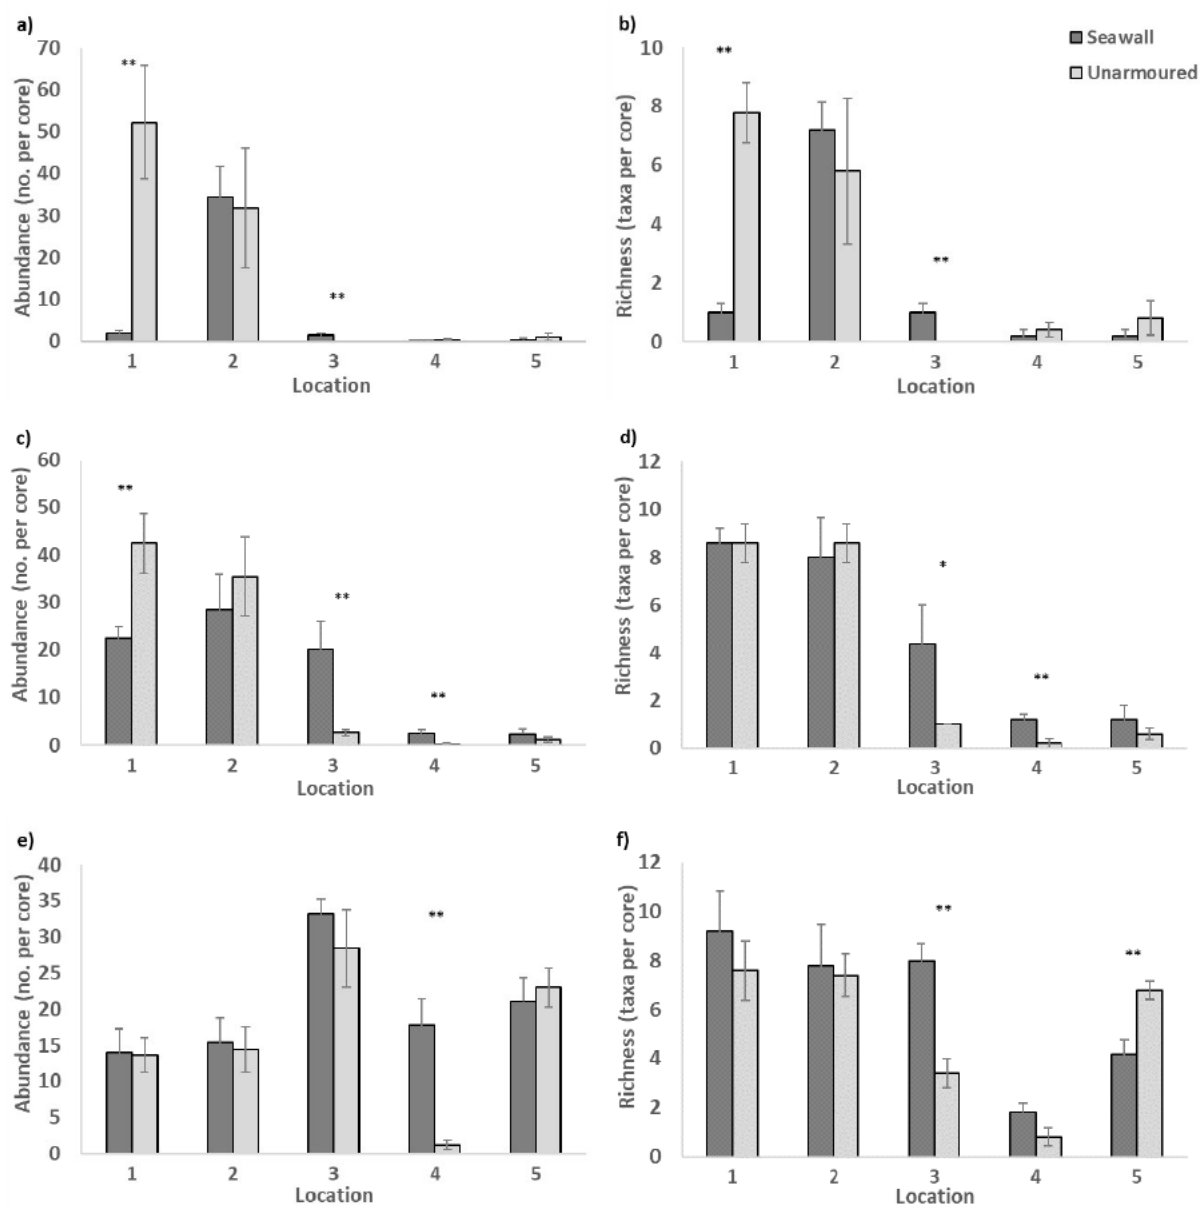 a)
Abundance (no. per core)
70
60
50
40
30
20
10
0
**
**
1 2 3 4 5
Location
b)
Richness (taxa per core)
10
8
6
4
2
0
**
**
Seawall
Unarmoured
1 2 3 4 5
Location
c)
Abundance (no. per core)
60
50
40
30
20
10
0
**
**
**
1 2 3 4 5
Location
d)
Richness (taxa per core)
12
10
8
6
4
2
0
*
**
1 2 3 4 5
Location
e)
Abundance (no. per core)
40
35
30
25
20
15
10
5
0
**
1 2 3 4 5
Location
f)
Richness (taxa per core)
12
10
8
6
4
2
0
**
**
1 2 3 4 5
Location